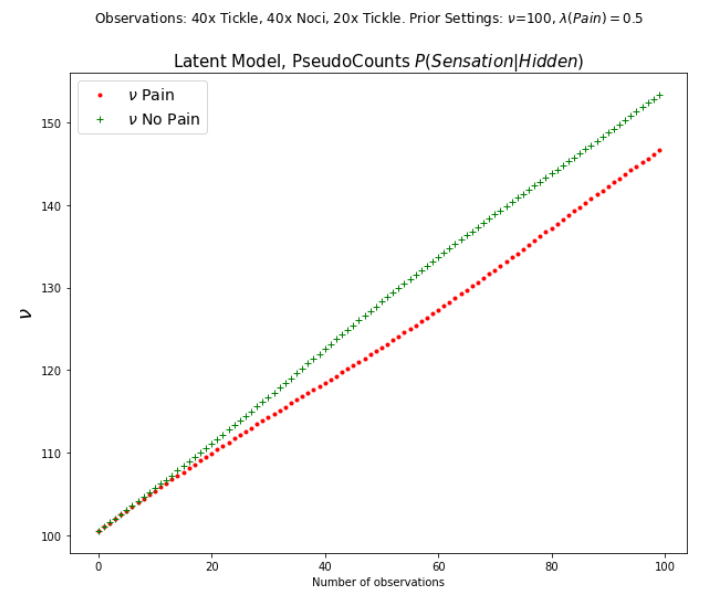 Observations: 40x Tickle, 40x Noci, 20x Tickle. Prior Settings: ν=100, λ(Pain) = 0.5
Latent Model, PseudoCounts P(Sensation|Hidden)
ν Pain
ν No Pain
150
140
130
120
110
100
ν
0 20 40 60 80 100
Number of observations